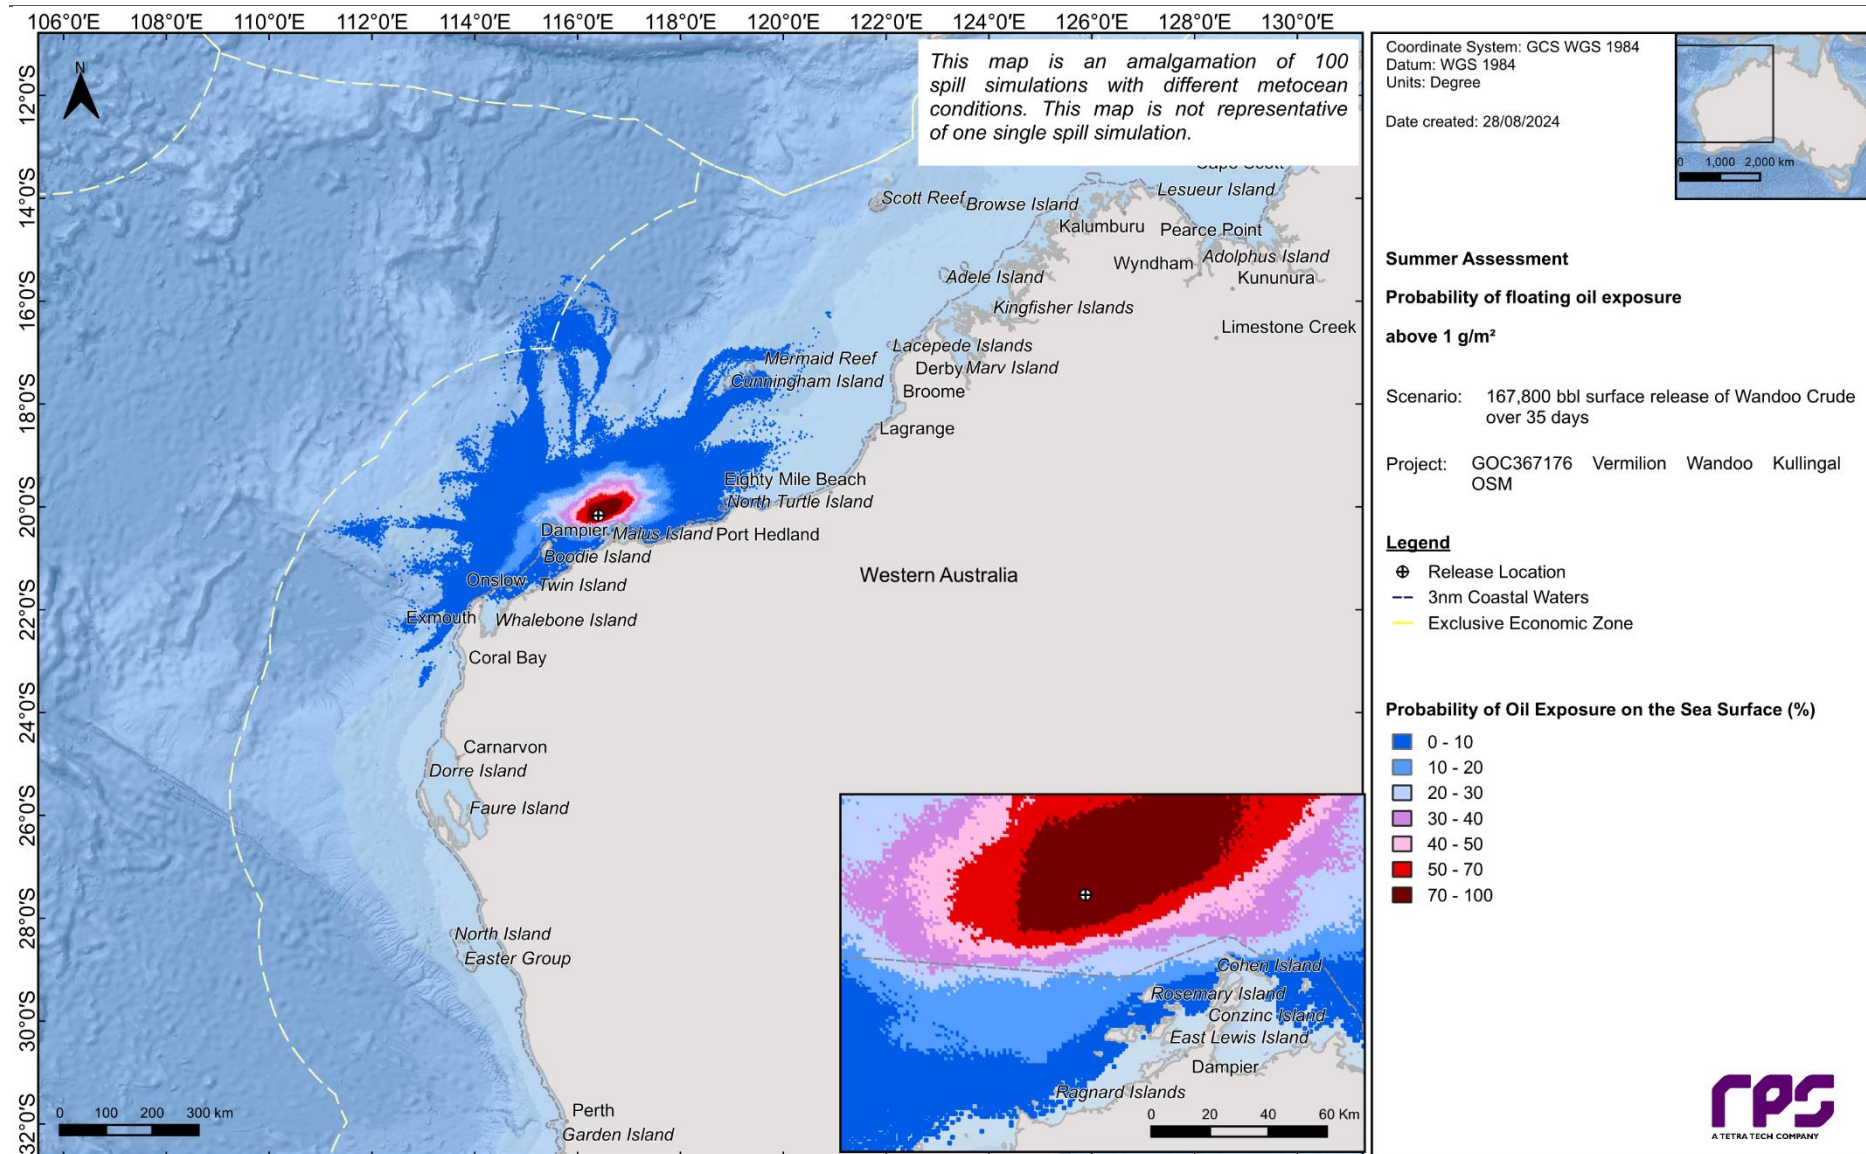 106°0'E 108°0'E 110°0'E 112°0'E 114°0'E 116°0'E 118°0'E 120°0'E 122°0'E 124°0'E 126°0'E 128°0'E 130°0'E
12°0'S
14°0'S
16°0'S
18°0'S
20°0'S
22°0'S
24°0'S
26°0'S
28°0'S
30°0'S
32°0'S
N
This map is an amalgamation of 100
spill simulations with different metocean
conditions. This map is not representative
of one single spill simulation.
Cape Scott
Lesueur Island
Scott Reef
Browse Island
Kalumburu
Pearce Point
Wyndham
Adolphus Island
Kununura
Adele Island
Kingfisher Islands
Limestone Creek
Lacepede Islands
Mermaid Reef
Derby
Marv Island
Cunningham Island
Broome
Lagrange
Eighty Mile Beach
North Turtle Island
Dampier
Malus Island
Port Hedland
Boodie Island
Western Australia
Onslow
Twin Island
Exmouth
Whalebone Island
Coral Bay
Carnarvon
Dorre Island
Faure Island
North Island
Easter Group
Perth
Garden Island
0 100 200 300 km
Cohen Island
Rosemary Island
Conzinc Island
East Lewis Island
Dampier
Ragnard Islands
0 20 40 60 Km
Coordinate System: GCS WGS 1984
Datum: WGS 1984
Units: Degree
Date created: 28/08/2024
0 1,000 2,000 km
Summer Assessment
Probability of floating oil exposure
above 1 g/m²
Scenario: 167,800 bbl surface release of Wandoo Crude
over 35 days
Project: GOC367176 Vermilion Wandoo Kullingal
OSM
Legend
Release Location
3nm Coastal Waters
Exclusive Economic Zone
Probability of Oil Exposure on the Sea Surface (%)
0 - 10
10 - 20
20 - 30
30 - 40
40 - 50
50 - 70
70 - 100
rps
A TETRA TECH COMPANY